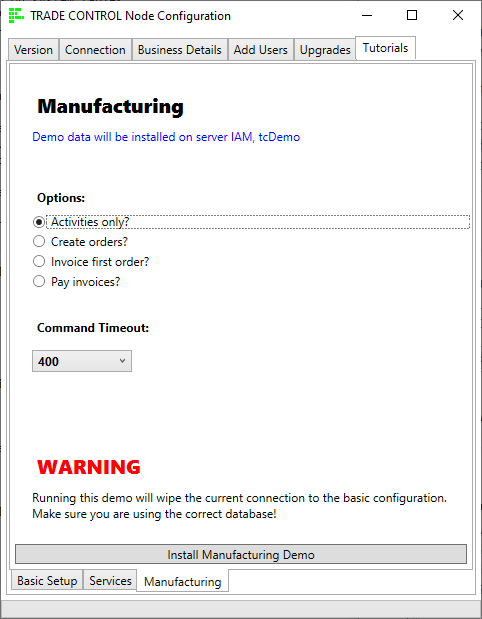 TRADE CONTROL Node Configuration
Version Connection Business Details Add Users Upgrades Tutorials
Manufacturing
Demo data will be installed on server IAM, tcDemo
Options:
Activities only?
Create orders?
Invoice first order?
Pay invoices?
Command Timeout:
400
WARNING
Running this demo will wipe the current connection to the basic configuration.
Make sure you are using the correct database!
Install Manufacturing Demo
Basic Setup Services Manufacturing